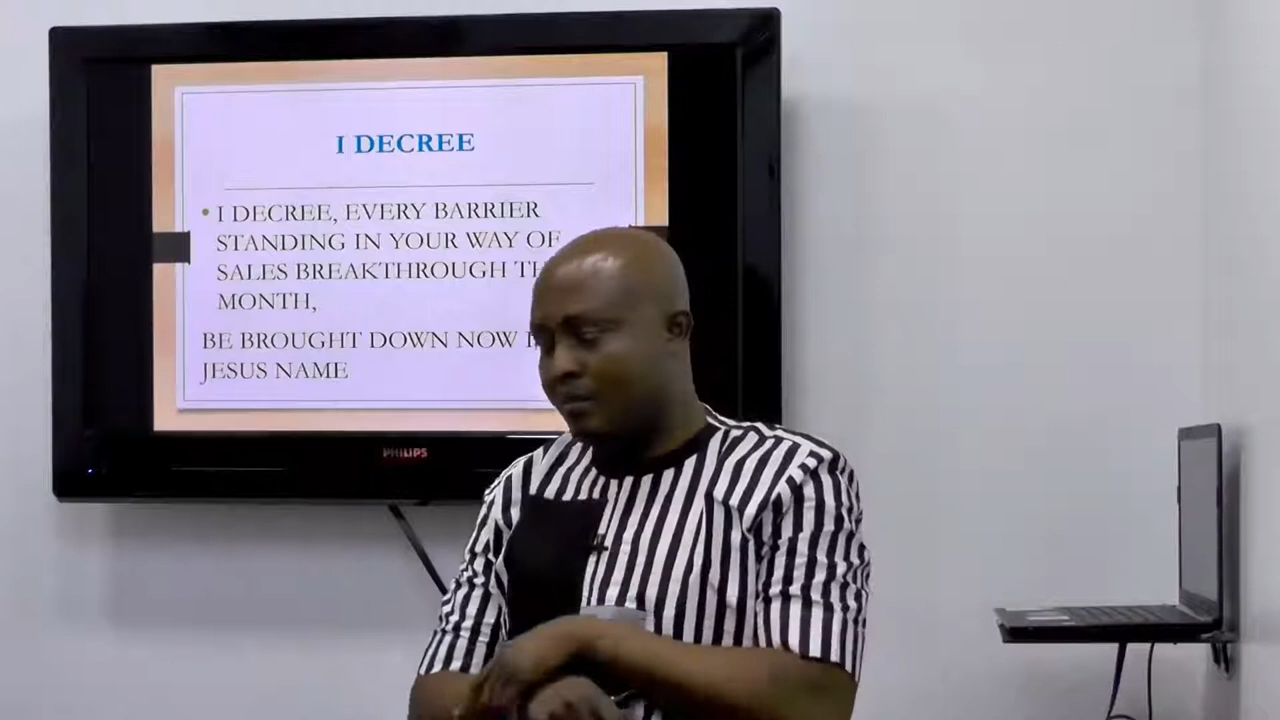 I DECREE
• I DECREE, EVERY BARRIER
STANDING IN YOUR WAY OF
SALES BREAKTHROUGH
MONTH,
BE BROUGHT DOWN NOW
JESUS NAME
PHILIPS